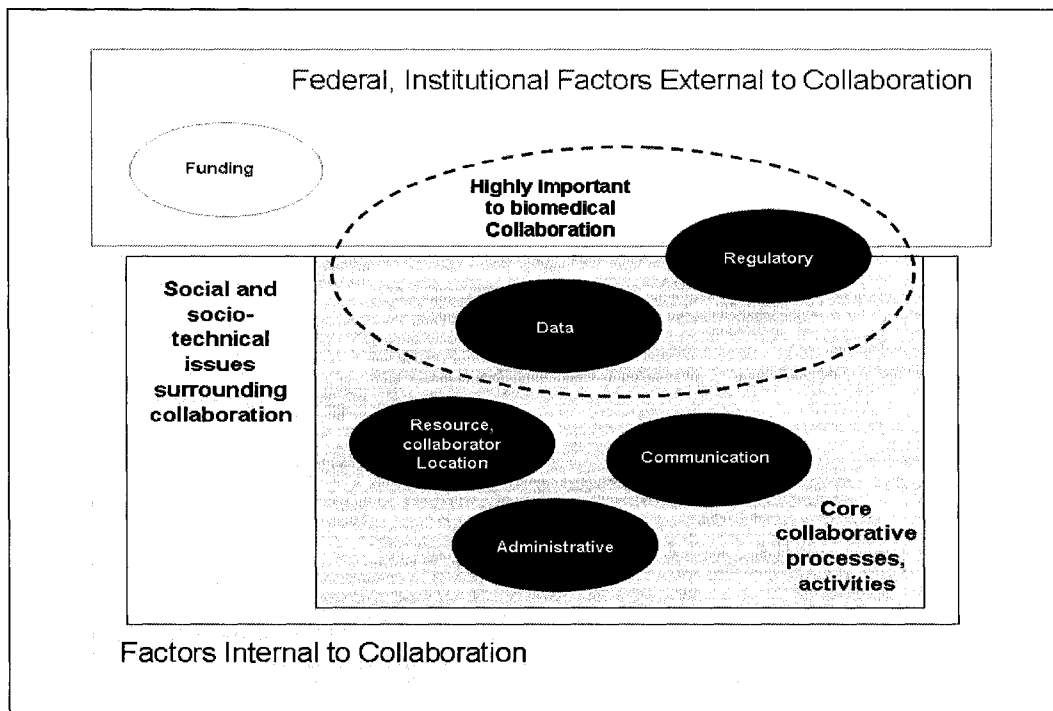 Federal, Institutional Factors External to Collaboration
Funding
Highly Important
to biomedical
Collaboration
Regulatory
Social and
socio-
technical
issues
surrounding
collaboration
Data
Resource,
collaborator
Location
Communication
Administrative
Core
collaborative
processes,
activities
Factors Internal to Collaboration